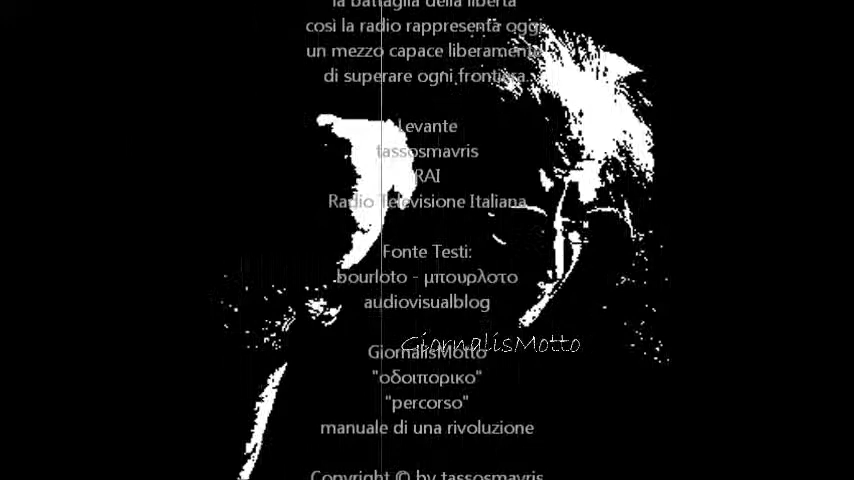 la battaglia della libertà
così la radio rappresenta oggi,
un mezzo capace liberamente
di superare ogni frontiera...
Levante
tassosmavris
RAI
Radio Televisione Italiana
Fonte Testi:
bourloto - μπουρλοτο
audiovisualblog
GiornalisMotto
GiornalisMotto
"οδοιπορικο"
"percorso"
manuale di una rivoluzione
Copyright © by tassosmavris